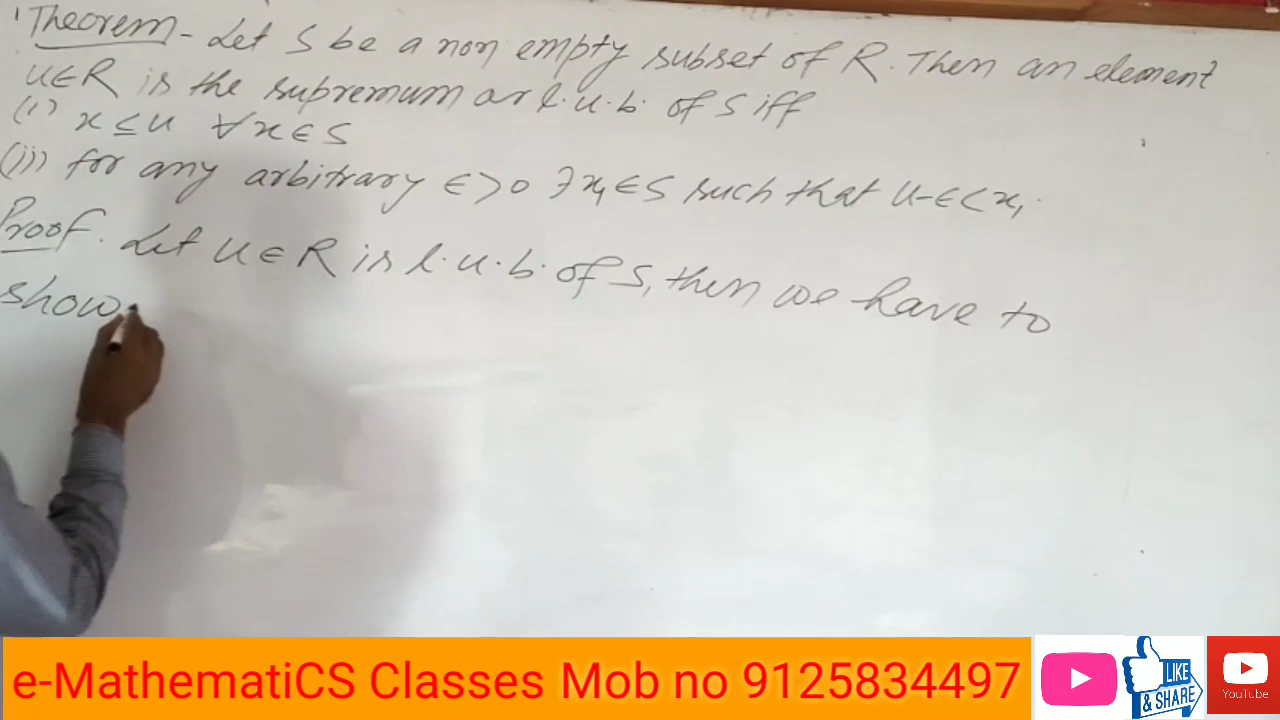 Theorem - Let S be a non empty subset of R. Then an element
u∈R is the supremum or l.u.b. of S iff
(i) x ≤ u ∀ x ∈ S
(ii) for any arbitrary ∈>0 ∃ x₁ ∈ S such that u-∈<x₁.
Proof. Let u∈R is l.u.b. of S, then we have to
show
e-MathematiCS Classes Mob no 9125834497
LIKE
& SHARE
YouTube